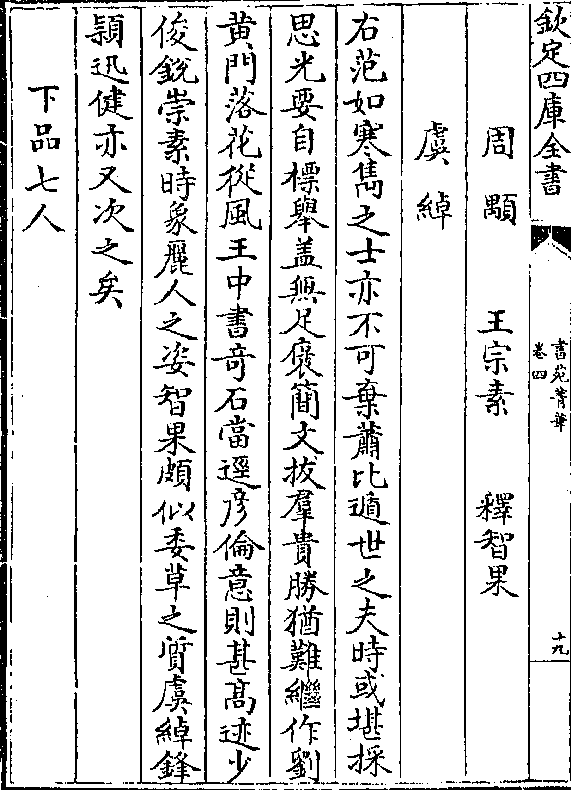 欽定四庫全書
書苑菁華
卷四
十九
周顒 王宗素 釋智果
虞綽
右范如寒雋之士亦不可棄蕭比遁世之夫時或堪採
思光要自標舉盖無足褒簡文拔羣貴勝猶難繼作劉
黄門落花從風王中書竒石當逕彦倫意則甚髙迹少
俊鋭崇素時象麗人之姿智果頗似委草之質虞綽鋒
穎迅健亦又次之矣
下品七人